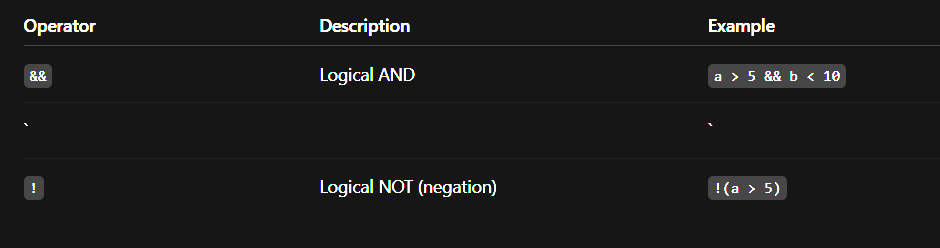 Operator Description Example
&& Logical AND a > 5 && b < 10
` `
! Logical NOT (negation) !(a > 5)